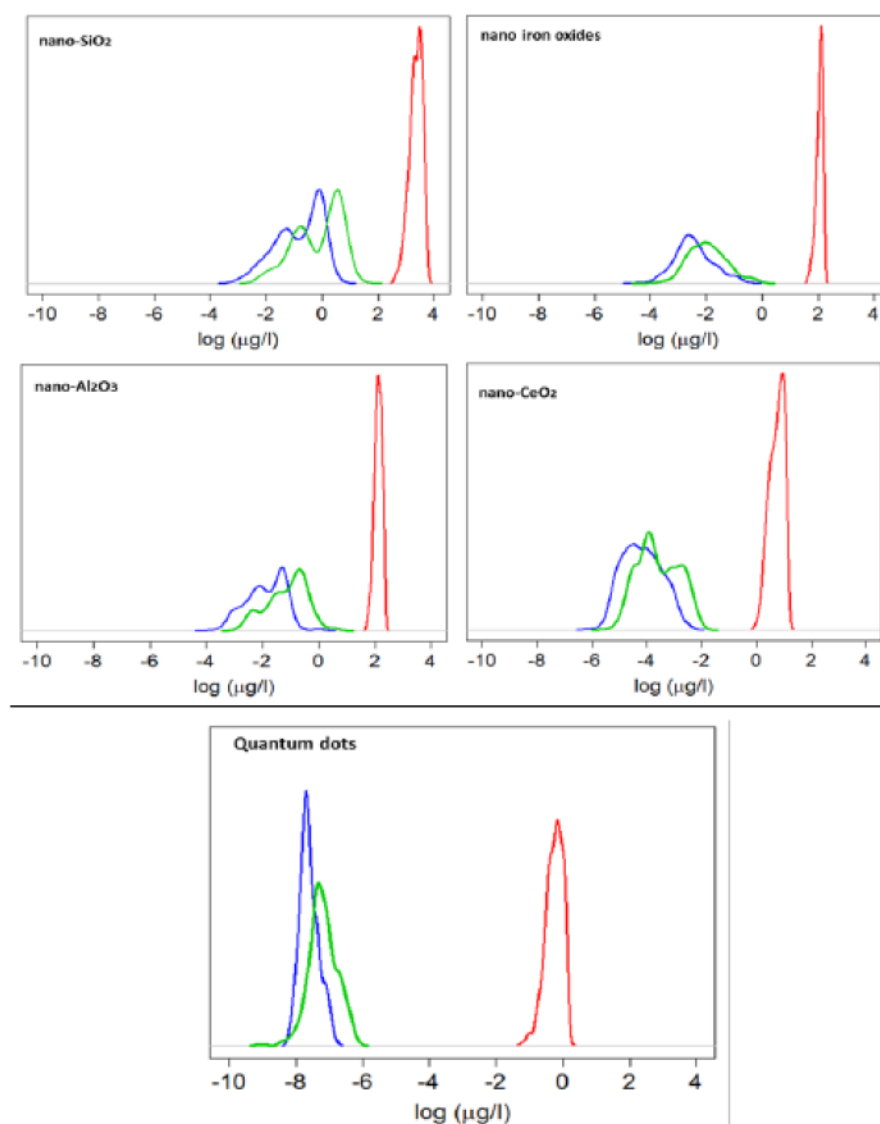 nano-SiO₂
nano iron oxides
-10 -8 -6 -4 -2 0 2 4
-10 -8 -6 -4 -2 0 2 4
log (µg/l)
log (µg/l)
nano-Al₂O₃
nano-CeO₂
-10 -8 -6 -4 -2 0 2 4
-10 -8 -6 -4 -2 0 2 4
log (µg/l)
log (µg/l)
Quantum dots
-10 -8 -6 -4 -2 0 2 4
log (µg/l)